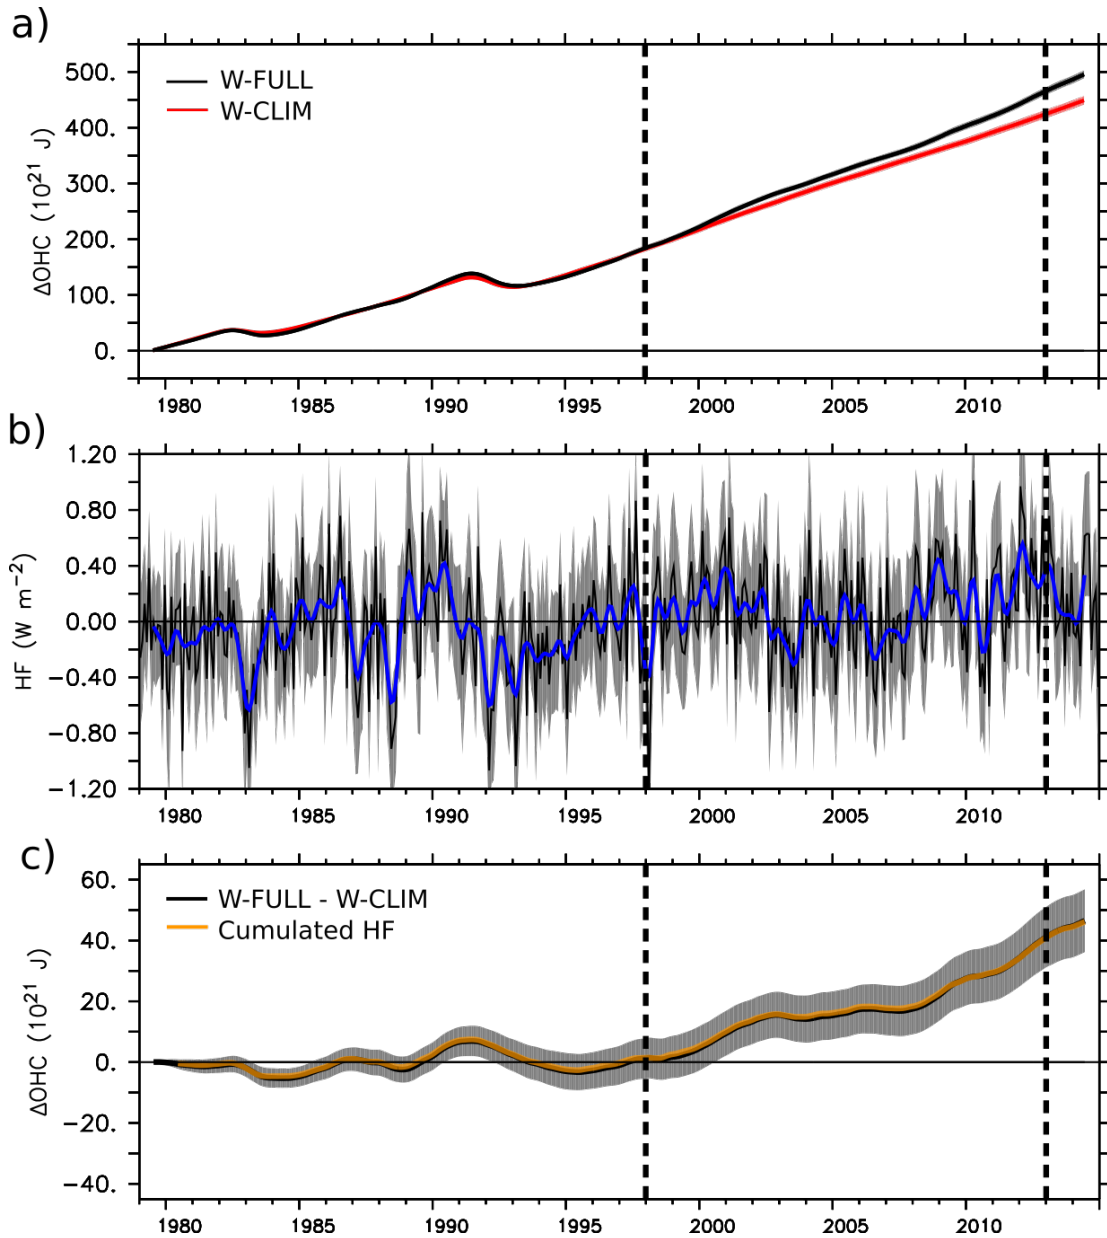 a)
500.
400.
300.
200.
100.
0.
ΔOHC (10²¹ J)
W-FULL
W-CLIM
1980 1985 1990 1995 2000 2005 2010
b)
1.20
0.80
0.40
0.00
−0.40
−0.80
−1.20
HF (W m⁻²)
1980 1985 1990 1995 2000 2005 2010
c)
60.
40.
20.
0.
−20.
−40.
ΔOHC (10²¹ J)
W-FULL - W-CLIM
Cumulated HF
1980 1985 1990 1995 2000 2005 2010